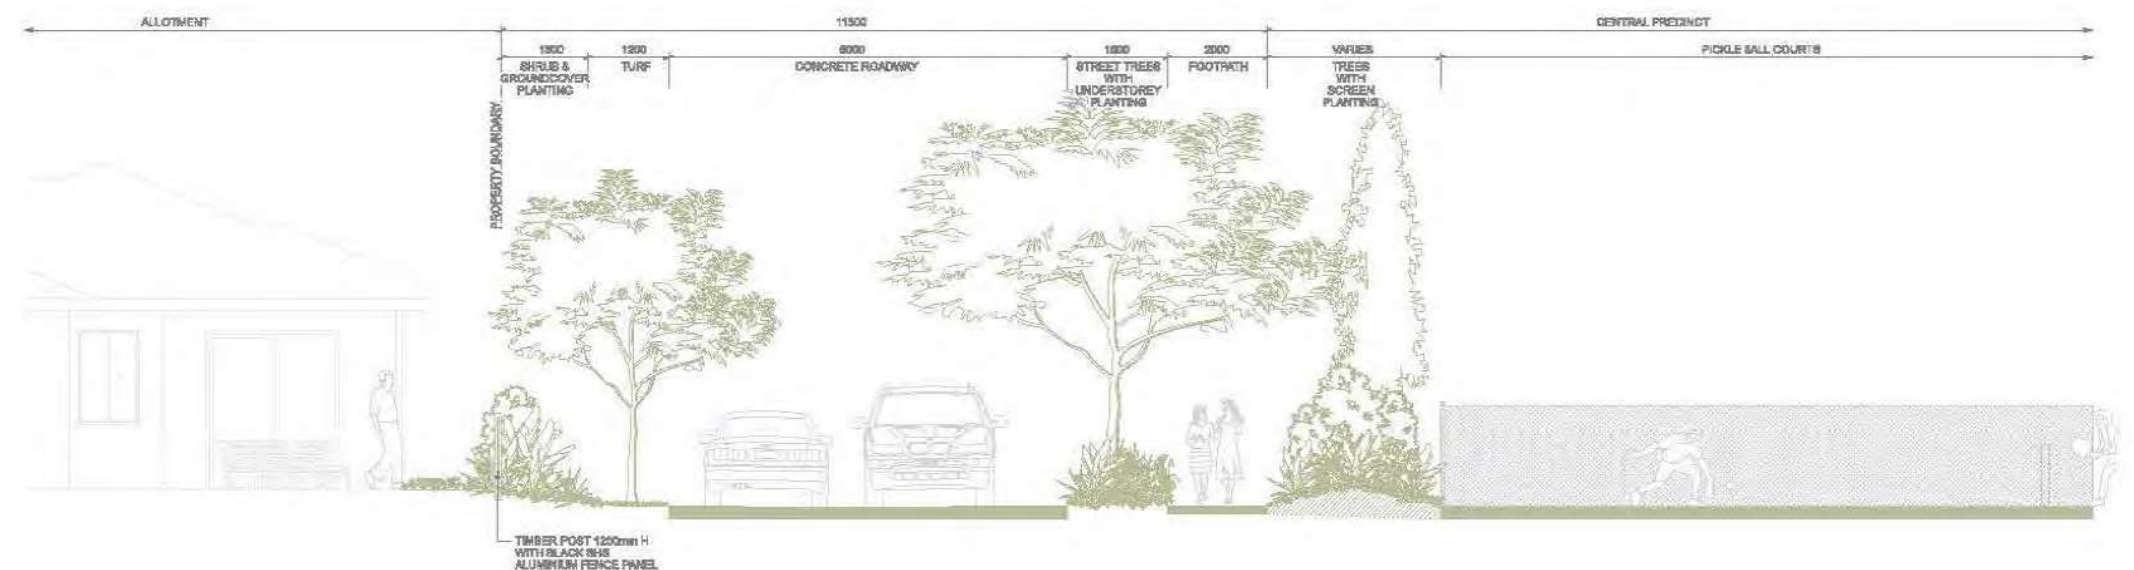 ALLOTMENT
11500
CENTRAL PRECINCT
1300
1200
6000
1500
2000
VARIES
PICKLE BALL COURTS
SHRUB &
GROUNDCOVER
PLANTING
TURF
CONCRETE ROADWAY
STREET TREES
WITH
UNDERSTOREY
PLANTING
FOOTPATH
TREES
WITH
SCREEN
PLANTING
PROPERTY BOUNDARY
TIMBER POST 1200mm H
WITH BLACK SHS
ALUMINIUM FENCE PANEL